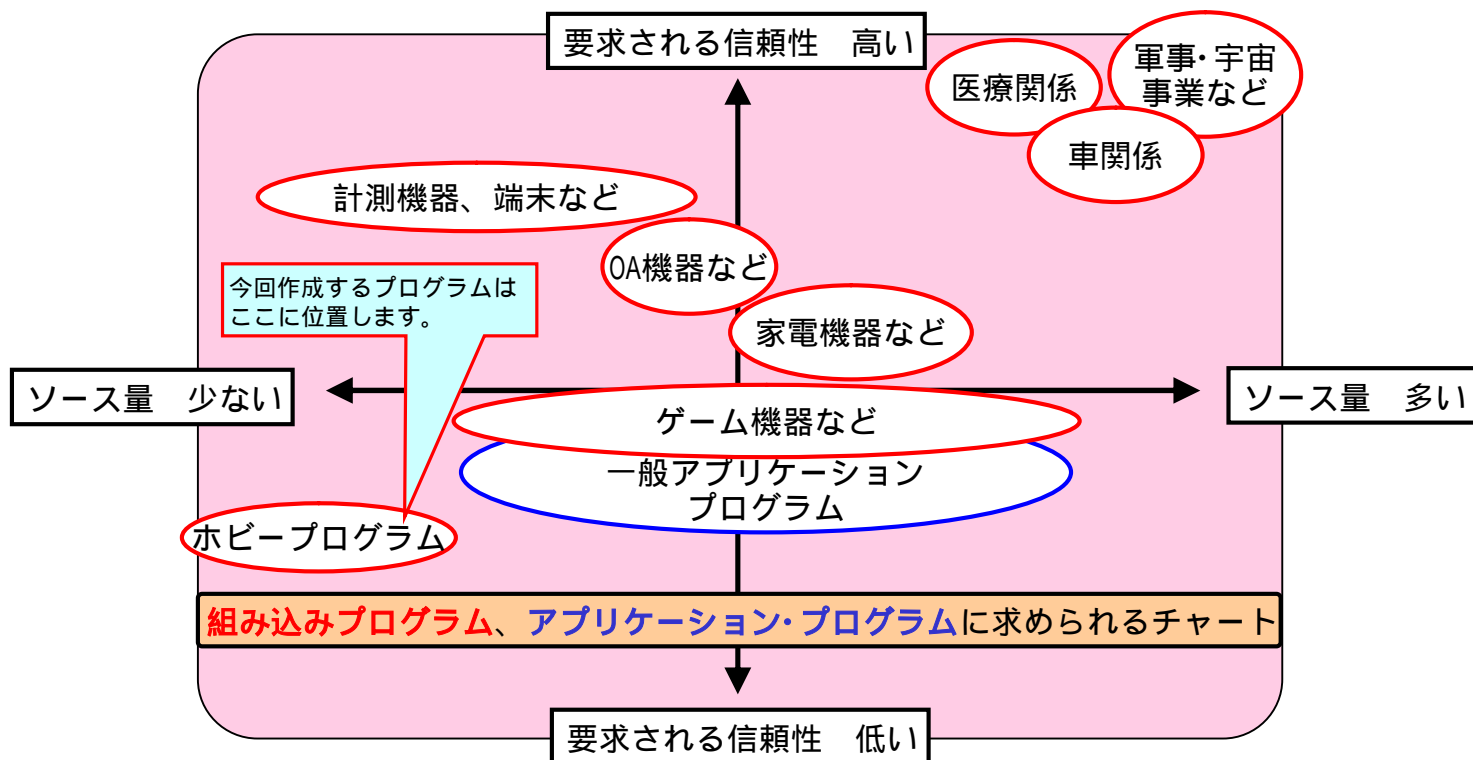 要求される信頼性　高い
医療関係
軍事・宇宙
事業など
車関係
計測機器、端末など
OA機器など
今回作成するプログラムは
ここに位置します。
家電機器など
ソース量　少ない
ソース量　多い
ゲーム機器など
一般アプリケーション
プログラム
ホビープログラム
組み込みプログラム、アプリケーション・プログラムに求められるチャート
要求される信頼性　低い